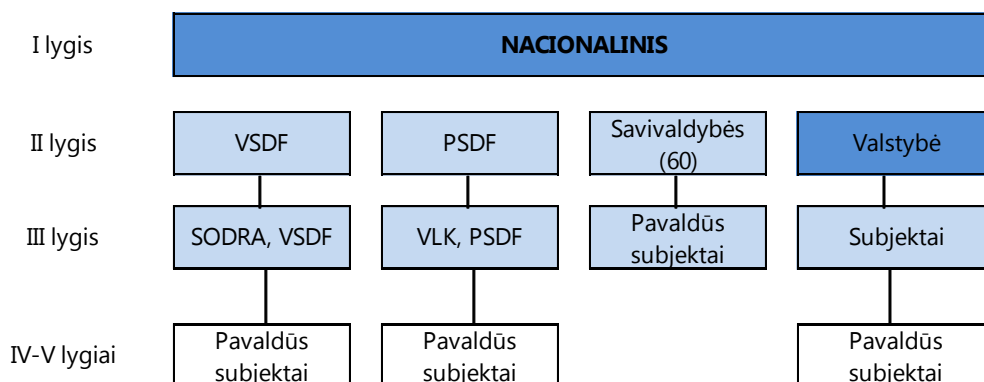 I lygis
NACIONALINIS
II lygis
VSDF
PSDF
Savivaldybės
(60)
Valstybė
III lygis
SODRA, VSDF
VLK, PSDF
Pavaldūs
subjektai
Subjektai
IV-V lygiai
Pavaldūs
subjektai
Pavaldūs
subjektai
Pavaldūs
subjektai